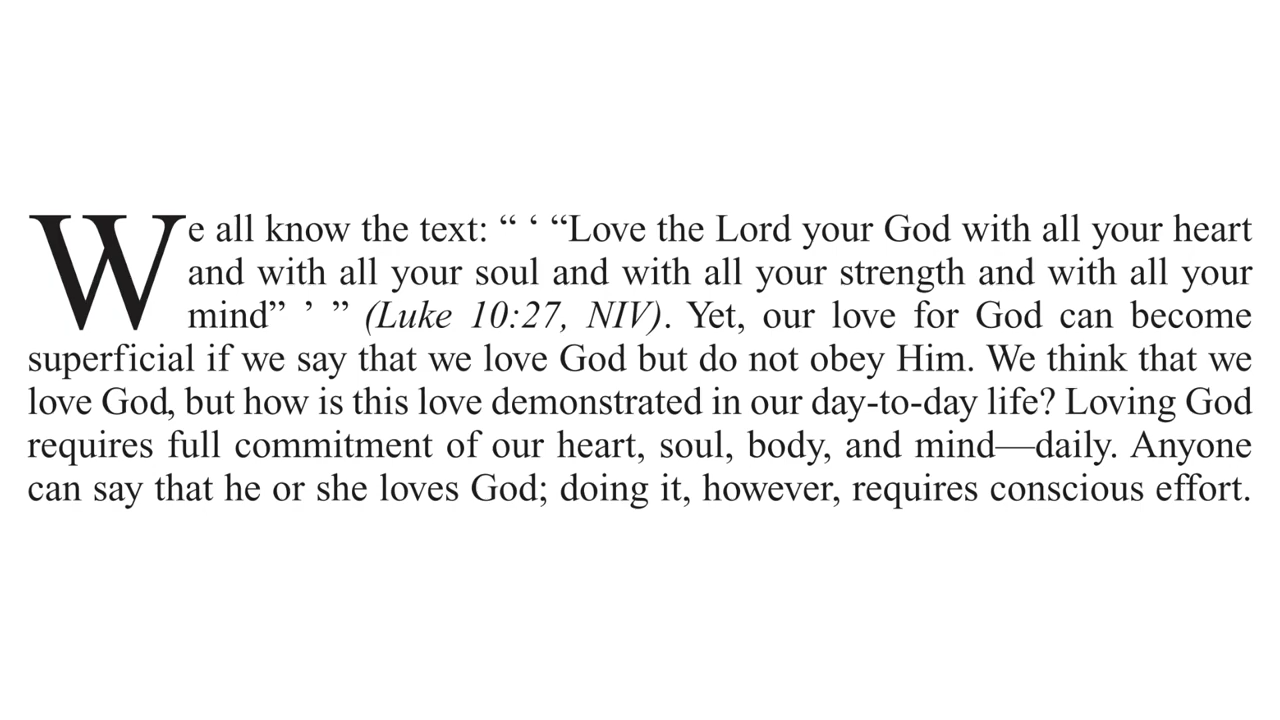 We all know the text: “ ‘ “Love the Lord your God with all your heart
and with all your soul and with all your strength and with all your
mind” ’ ” (Luke 10:27, NIV). Yet, our love for God can become
superficial if we say that we love God but do not obey Him. We think that we
love God, but how is this love demonstrated in our day-to-day life? Loving God
requires full commitment of our heart, soul, body, and mind—daily. Anyone
can say that he or she loves God; doing it, however, requires conscious effort.